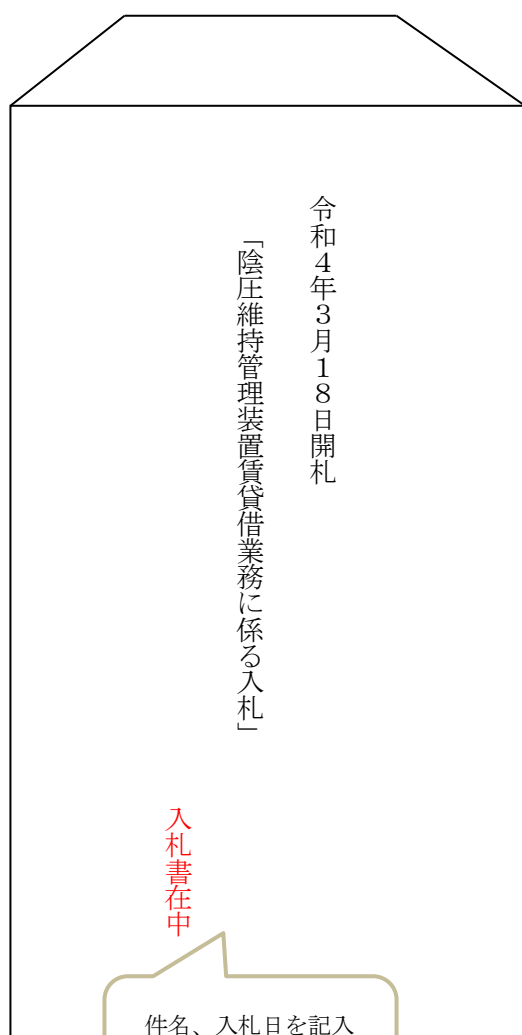 令和４年３月１８日開札
「陰圧維持管理装置賃貸借業務に係る入札」
入札書在中
件名、入札日を記入